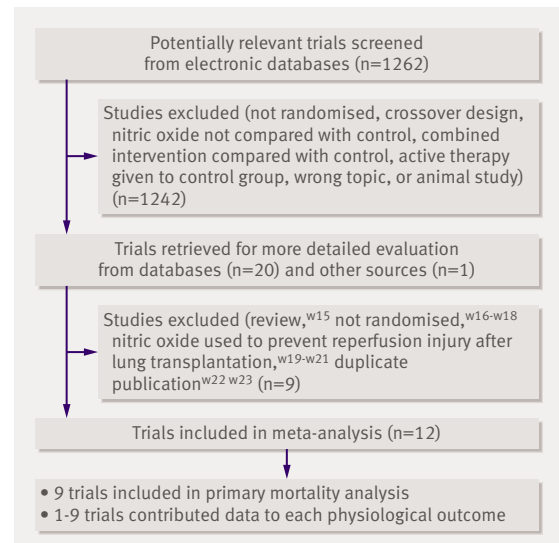 Potentially relevant trials screened
from electronic databases (n=1262)
Studies excluded (not randomised, crossover design,
nitric oxide not compared with control, combined
intervention compared with control, active therapy
given to control group, wrong topic, or animal study)
(n=1242)
Trials retrieved for more detailed evaluation
from databases (n=20) and other sources (n=1)
Studies excluded (review,w15 not randomised,w16-w18
nitric oxide used to prevent reperfusion injury after
lung transplantation,w19-w21 duplicate
publicationw22 w23 (n=9)
Trials included in meta-analysis (n=12)
• 9 trials included in primary mortality analysis
• 1-9 trials contributed data to each physiological outcome